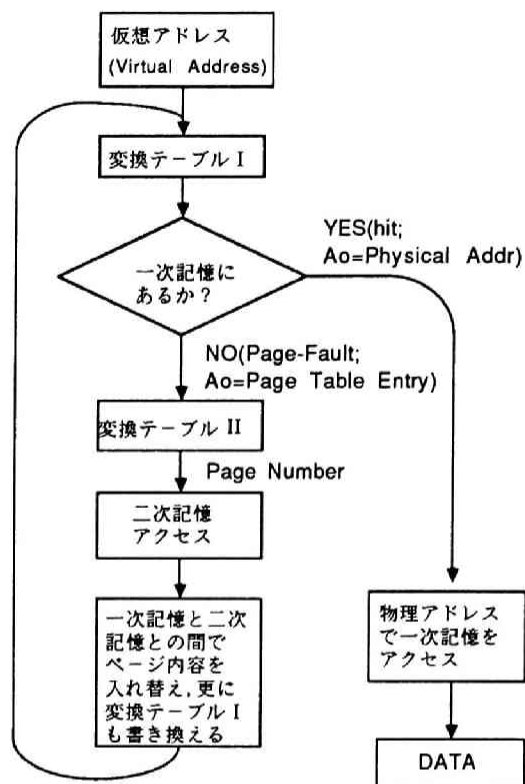 仮想アドレス
(Virtual Address)
変換テーブル I
一次記憶に
あるか？
YES(hit;
Ao=Physical Addr)
NO(Page-Fault;
Ao=Page Table Entry)
変換テーブル II
Page Number
二次記憶
アクセス
一次記憶と二次
記憶との間で
ページ内容を
入れ替え,更に
変換テーブル I
も書き換える
物理アドレス
で一次記憶を
アクセス
DATA